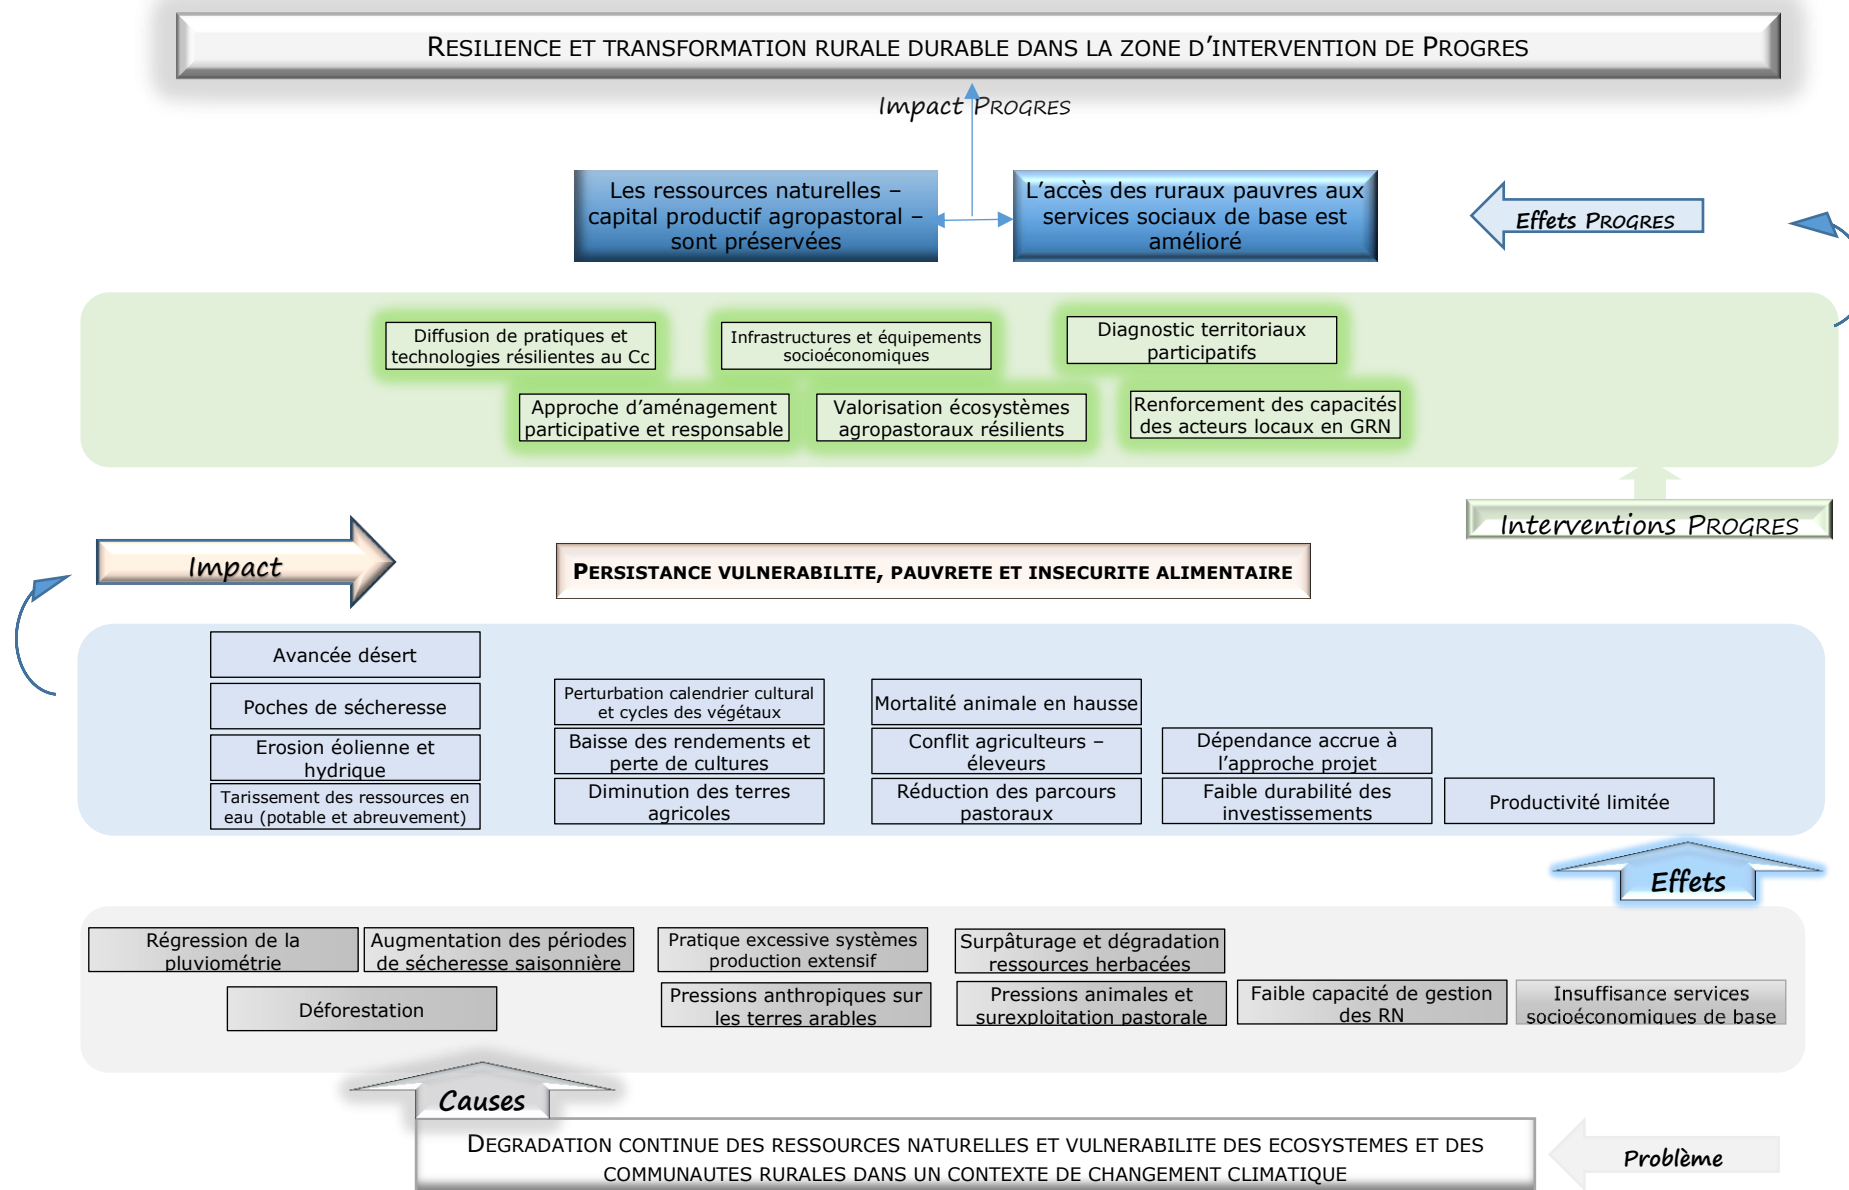 RESILIENCE ET TRANSFORMATION RURALE DURABLE DANS LA ZONE D’INTERVENTION DE PROGRES
Impact PROGRES
Les ressources naturelles –
capital productif agropastoral –
sont préservées
L’accès des ruraux pauvres aux
services sociaux de base est
amélioré
Effets PROGRES
Diffusion de pratiques et
technologies résilientes au Cc
Infrastructures et équipements
socioéconomiques
Diagnostic territoriaux
participatifs
Approche d’aménagement
participative et responsable
Valorisation écosystèmes
agropastoraux résilients
Renforcement des capacités
des acteurs locaux en GRN
Interventions PROGRES
Impact
PERSISTANCE VULNERABILITE, PAUVRETE ET INSECURITE ALIMENTAIRE
Avancée désert
Poches de sécheresse
Erosion éolienne et
hydrique
Tarissement des ressources en
eau (potable et abreuvement)
Perturbation calendrier cultural
et cycles des végétaux
Baisse des rendements et
perte de cultures
Diminution des terres
agricoles
Mortalité animale en hausse
Conflit agriculteurs –
éleveurs
Réduction des parcours
pastoraux
Dépendance accrue à
l’approche projet
Faible durabilité des
investissements
Productivité limitée
Effets
Régression de la
pluviométrie
Augmentation des périodes
de sécheresse saisonnière
Déforestation
Pratique excessive systèmes
production extensif
Pressions anthropiques sur
les terres arables
Surpâturage et dégradation
ressources herbacées
Pressions animales et
surexploitation pastorale
Faible capacité de gestion
des RN
Insuffisance services
socioéconomiques de base
Causes
DEGRADATION CONTINUE DES RESSOURCES NATURELLES ET VULNERABILITE DES ECOSYSTEMES ET DES
COMMUNAUTES RURALES DANS UN CONTEXTE DE CHANGEMENT CLIMATIQUE
Problème